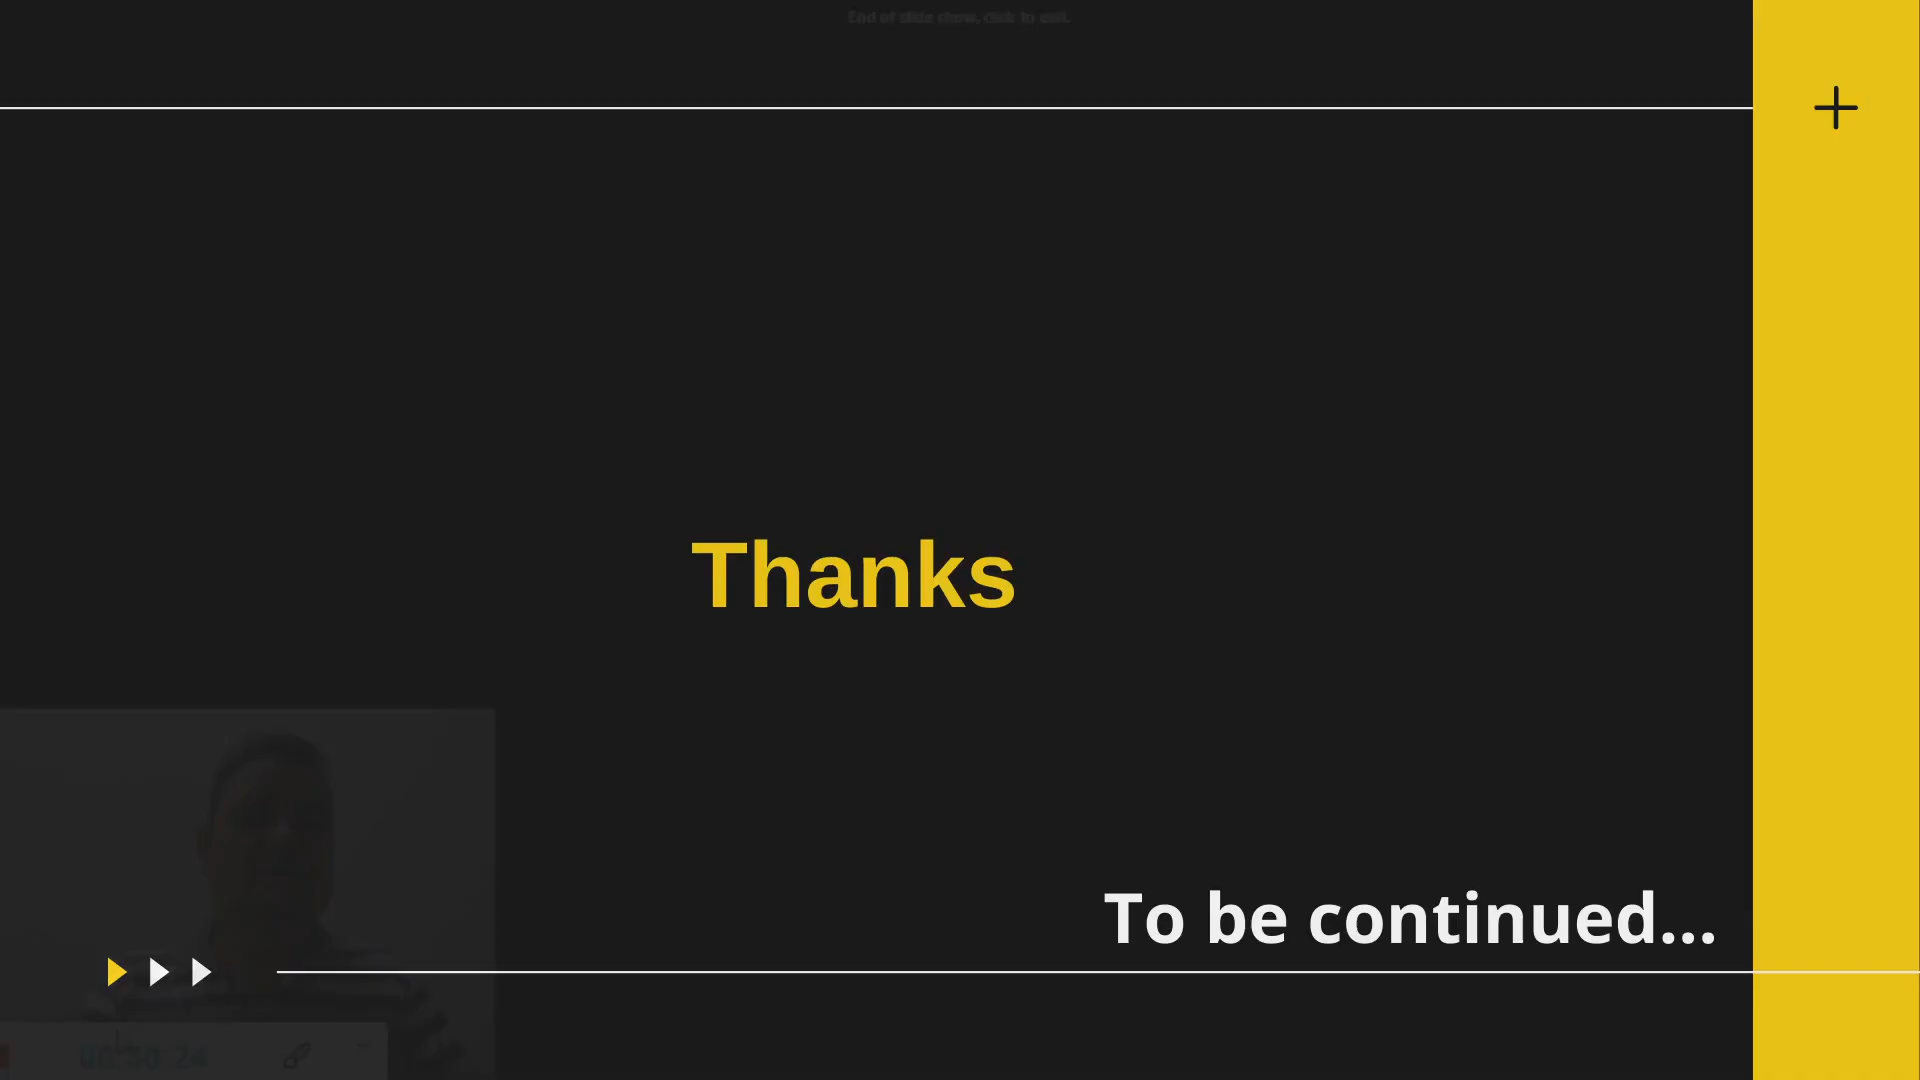 End of slide show, click to exit.
Thanks
To be continued...